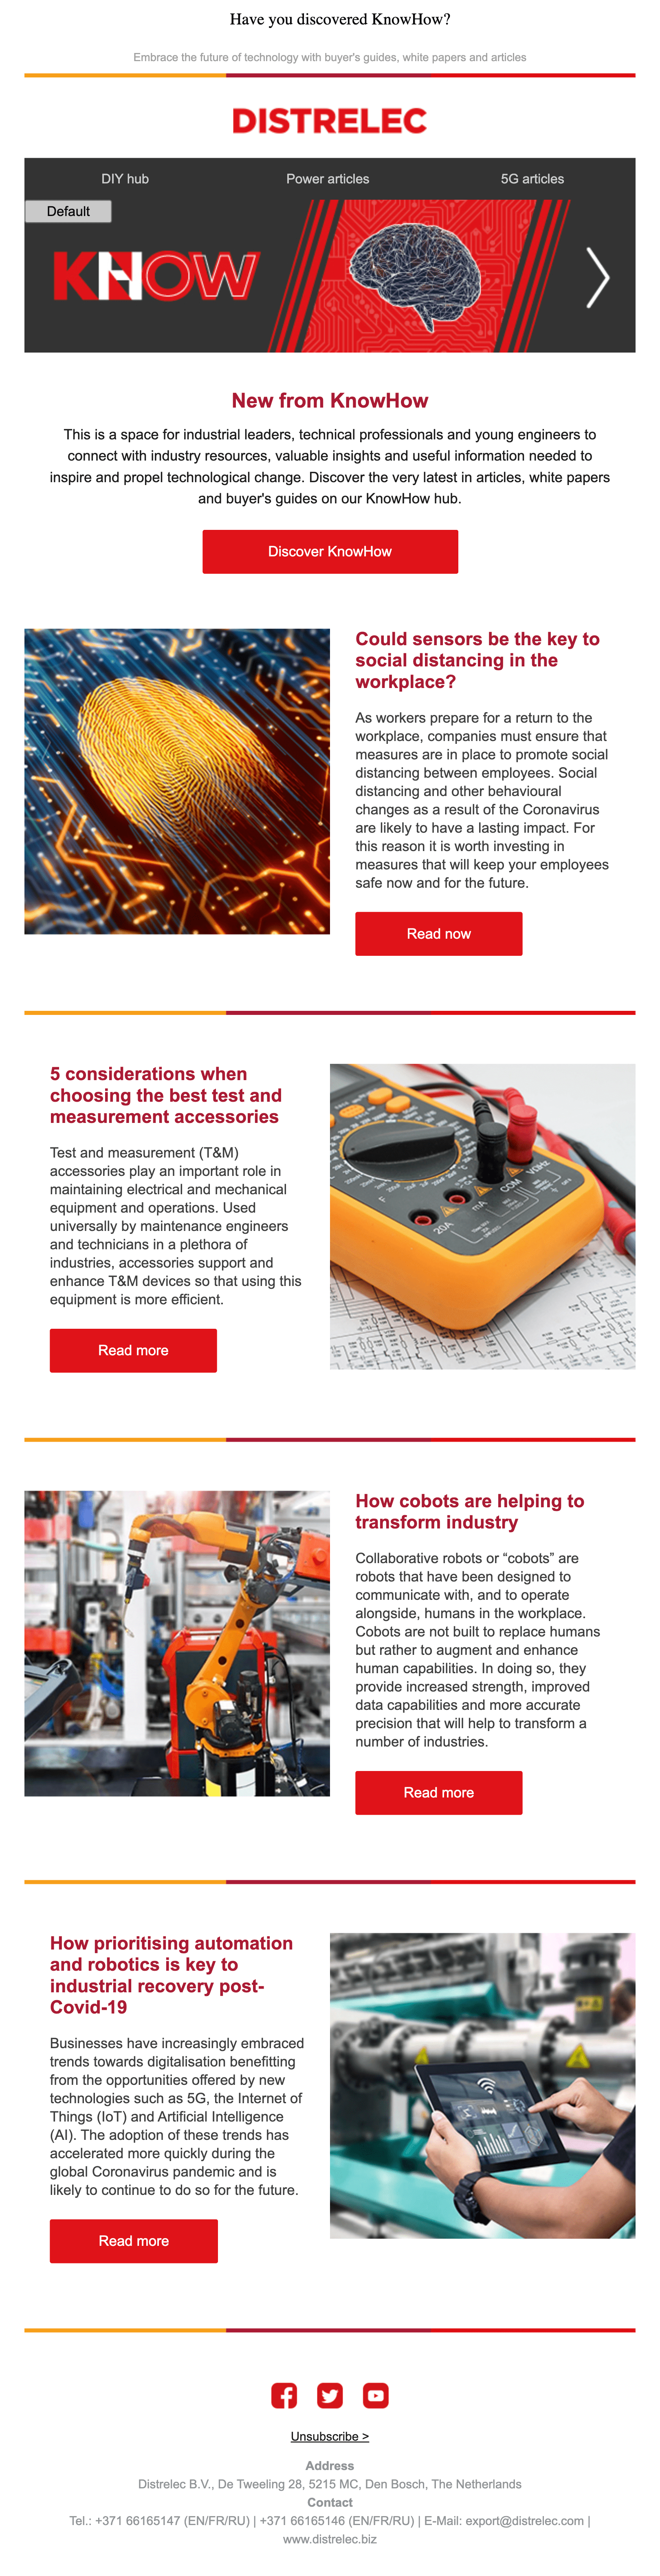 Have you discovered KnowHow?
Embrace the future of technology with buyer's guides, white papers and articles
DISTRELEC
DIY hub
Power articles
5G articles
Default
KNOW
New from KnowHow
This is a space for industrial leaders, technical professionals and young engineers to
connect with industry resources, valuable insights and useful information needed to
inspire and propel technological change. Discover the very latest in articles, white papers
and buyer's guides on our KnowHow hub.
Discover KnowHow
Could sensors be the key to
social distancing in the
workplace?
As workers prepare for a return to the
workplace, companies must ensure that
measures are in place to promote social
distancing between employees. Social
distancing and other behavioural
changes as a result of the Coronavirus
are likely to have a lasting impact. For
this reason it is worth investing in
measures that will keep your employees
safe now and for the future.
Read now
5 considerations when
choosing the best test and
measurement accessories
Test and measurement (T&M)
accessories play an important role in
maintaining electrical and mechanical
equipment and operations. Used
universally by maintenance engineers
and technicians in a plethora of
industries, accessories support and
enhance T&M devices so that using this
equipment is more efficient.
Read more
20A
mA
COM
VΩHz
F
How cobots are helping to
transform industry
Collaborative robots or “cobots” are
robots that have been designed to
communicate with, and to operate
alongside, humans in the workplace.
Cobots are not built to replace humans
but rather to augment and enhance
human capabilities. In doing so, they
provide increased strength, improved
data capabilities and more accurate
precision that will help to transform a
number of industries.
Read more
How prioritising automation
and robotics is key to
industrial recovery post-
Covid-19
Businesses have increasingly embraced
trends towards digitalisation benefitting
from the opportunities offered by new
technologies such as 5G, the Internet of
Things (IoT) and Artificial Intelligence
(AI). The adoption of these trends has
accelerated more quickly during the
global Coronavirus pandemic and is
likely to continue to do so for the future.
Read more
Unsubscribe >
Address
Distrelec B.V., De Tweeling 28, 5215 MC, Den Bosch, The Netherlands
Contact
Tel.: +371 66165147 (EN/FR/RU) | +371 66165146 (EN/FR/RU) | E-Mail: export@distrelec.com |
www.distrelec.biz